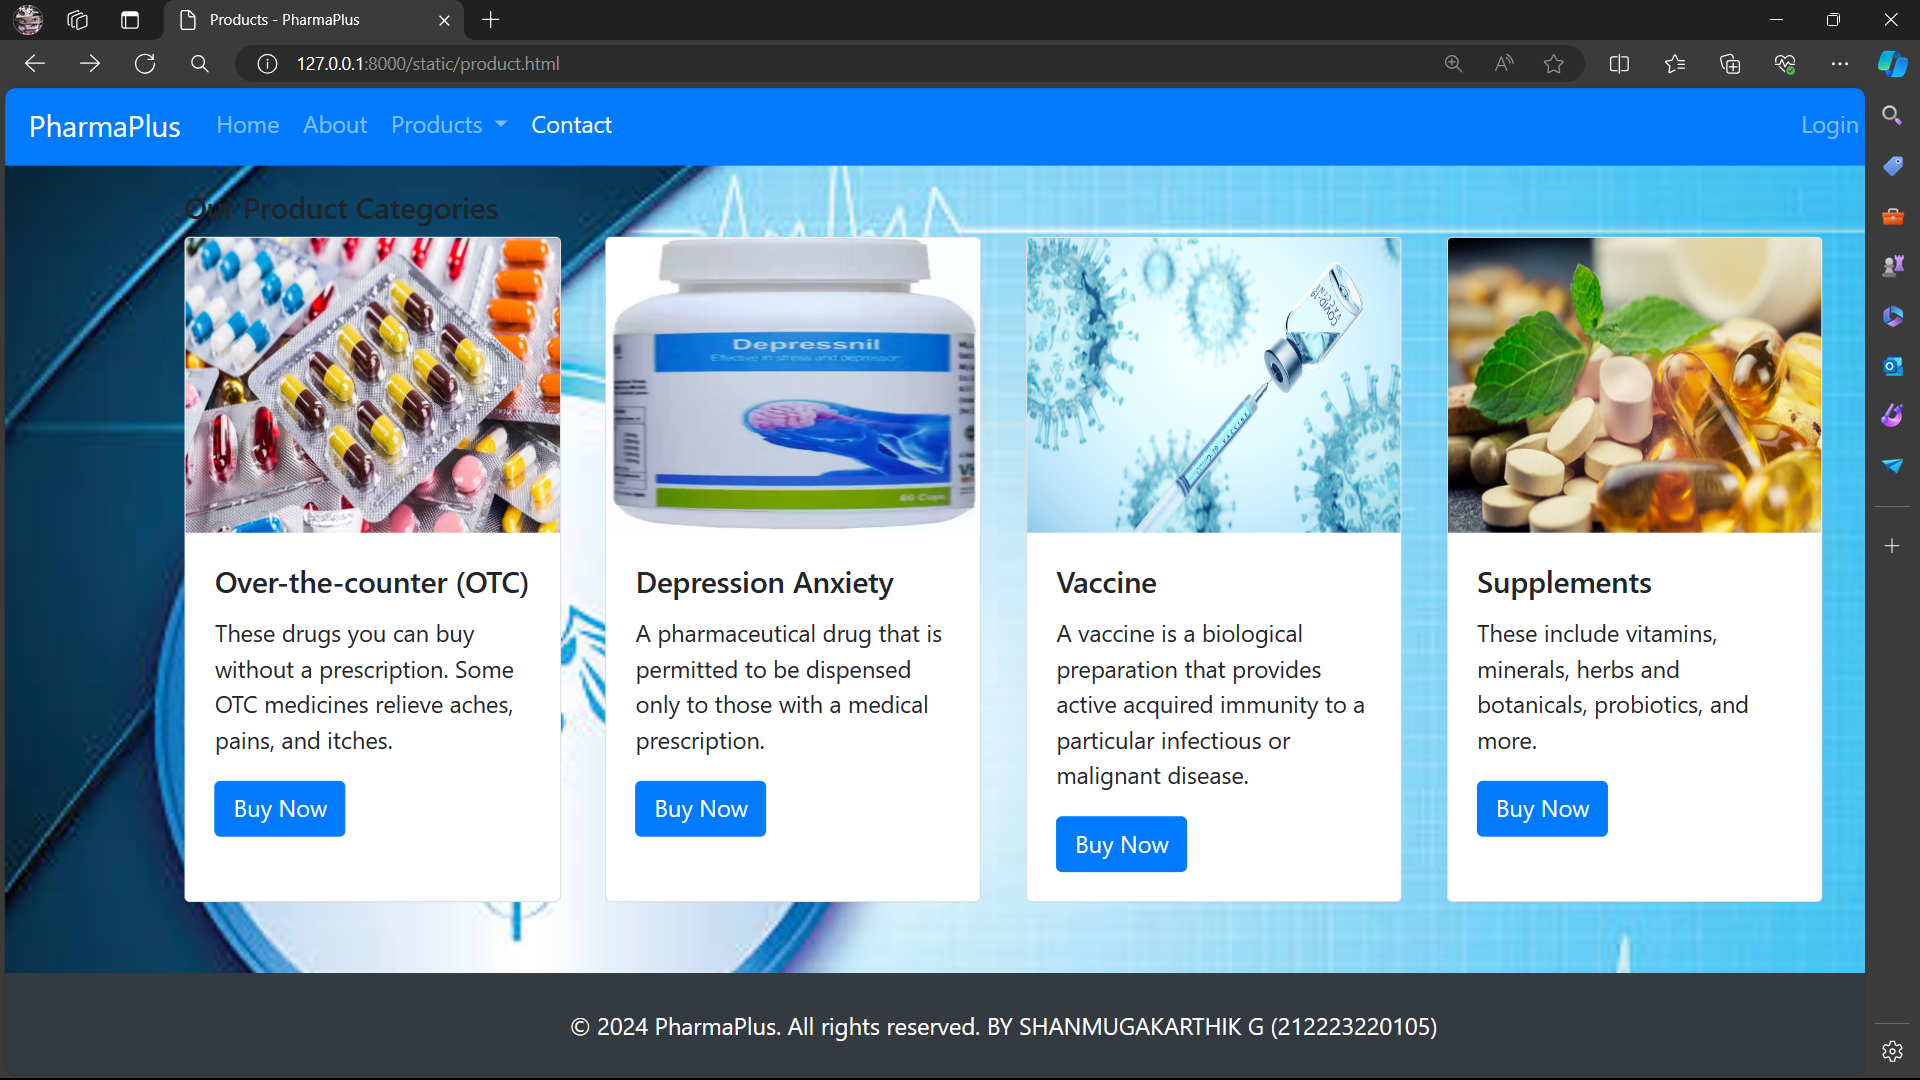 Products - PharmaPlus
127.0.0.1:8000/static/product.html
PharmaPlus Home About Products Contact Login
Our Product Categories
Depressnil
Effective in stress and depression
60 Caps
COVID-19
VACCINE
Over-the-counter (OTC)
These drugs you can buy
without a prescription. Some
OTC medicines relieve aches,
pains, and itches.
Buy Now
Depression Anxiety
A pharmaceutical drug that is
permitted to be dispensed
only to those with a medical
prescription.
Buy Now
Vaccine
A vaccine is a biological
preparation that provides
active acquired immunity to a
particular infectious or
malignant disease.
Buy Now
Supplements
These include vitamins,
minerals, herbs and
botanicals, probiotics, and
more.
Buy Now
© 2024 PharmaPlus. All rights reserved. BY SHANMUGAKARTHIK G (212223220105)